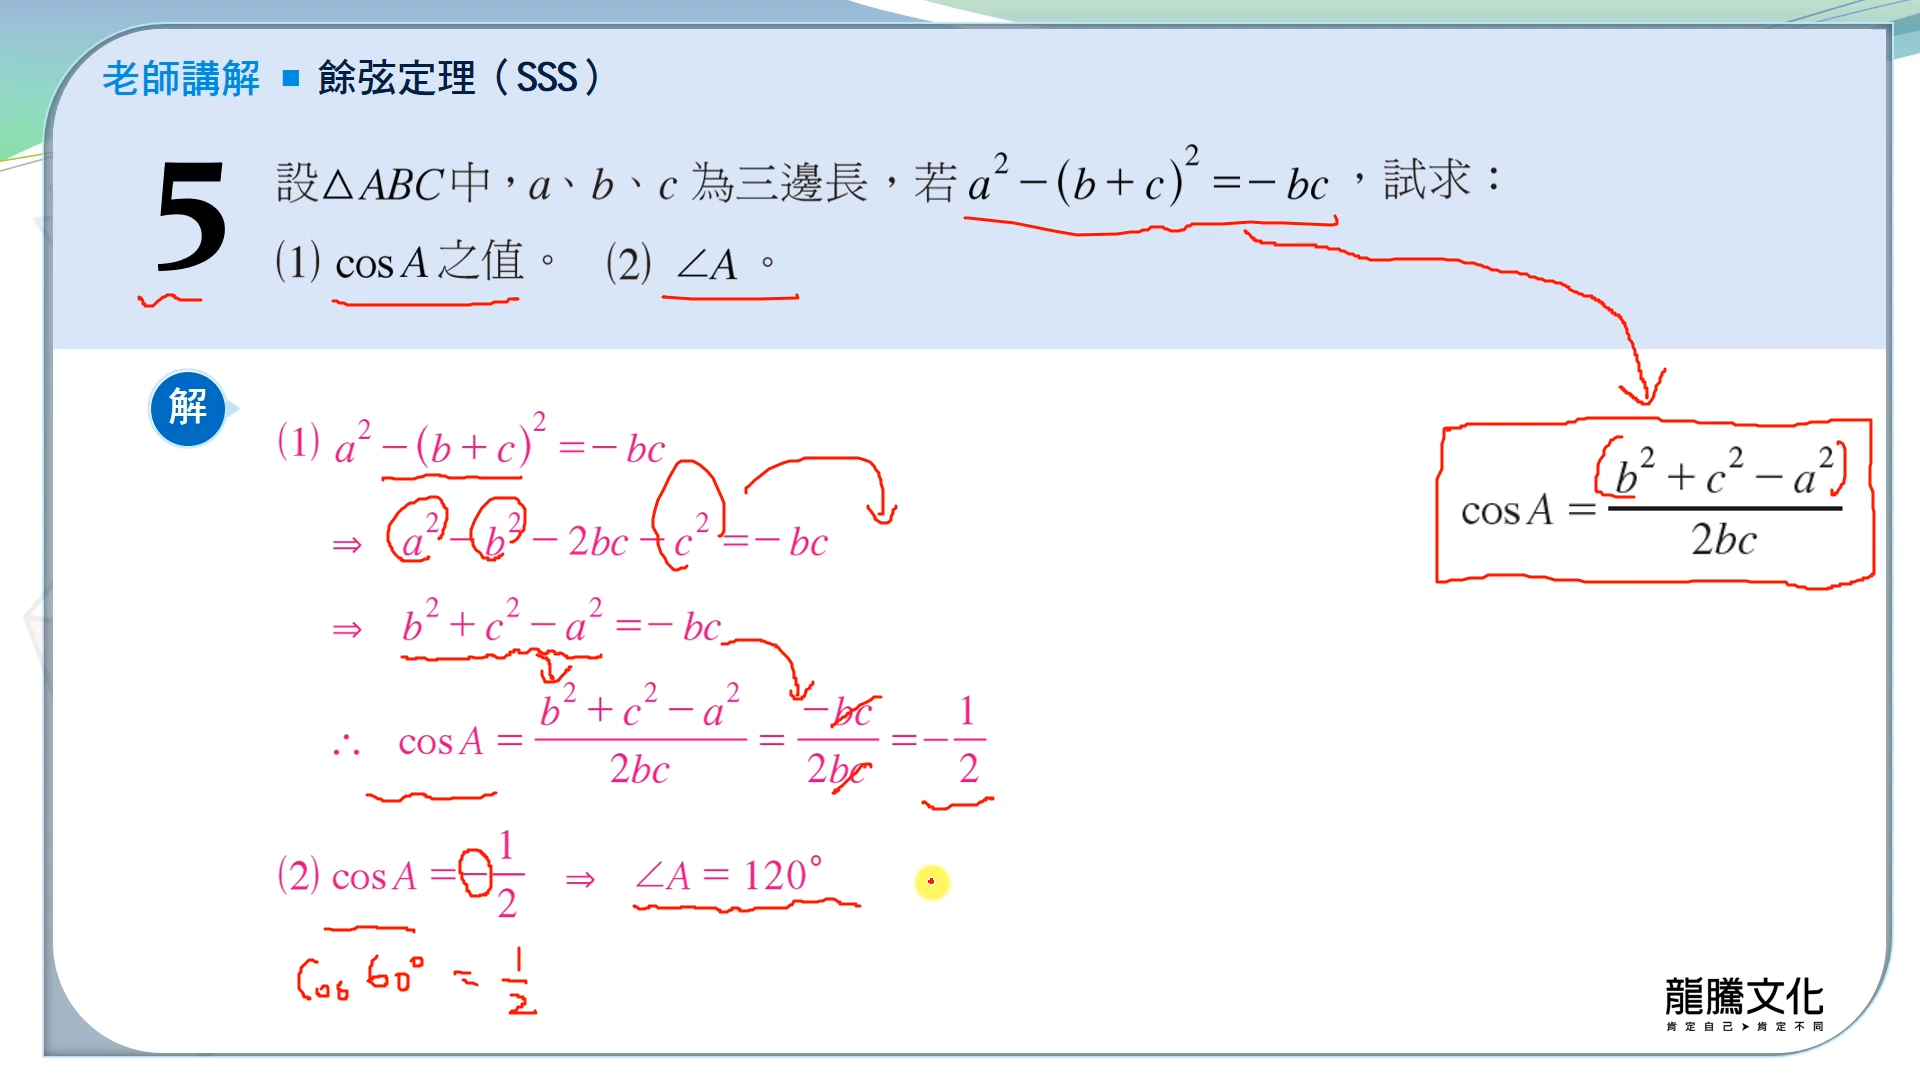 老師講解 ▪ 餘弦定理（SSS）
5
設△ABC中，a、b、c 為三邊長，若 a² −(b + c)² = − bc ，試求：
(1) cos A 之值。 (2) ∠A 。
解
(1) a² −(b + c)² = − bc
⇒ a² − b² − 2bc − c² = − bc
⇒ b² + c² − a² = − bc
∴ cos A = (b² + c² − a²)/(2bc) = (−bc)/(2bc) = −1/2
(2) cos A = −1/2 ⇒ ∠A = 120°
cos 60° = 1/2
cos A = (b² + c² − a²)/(2bc)
龍騰文化
肯定自己➤肯定不同